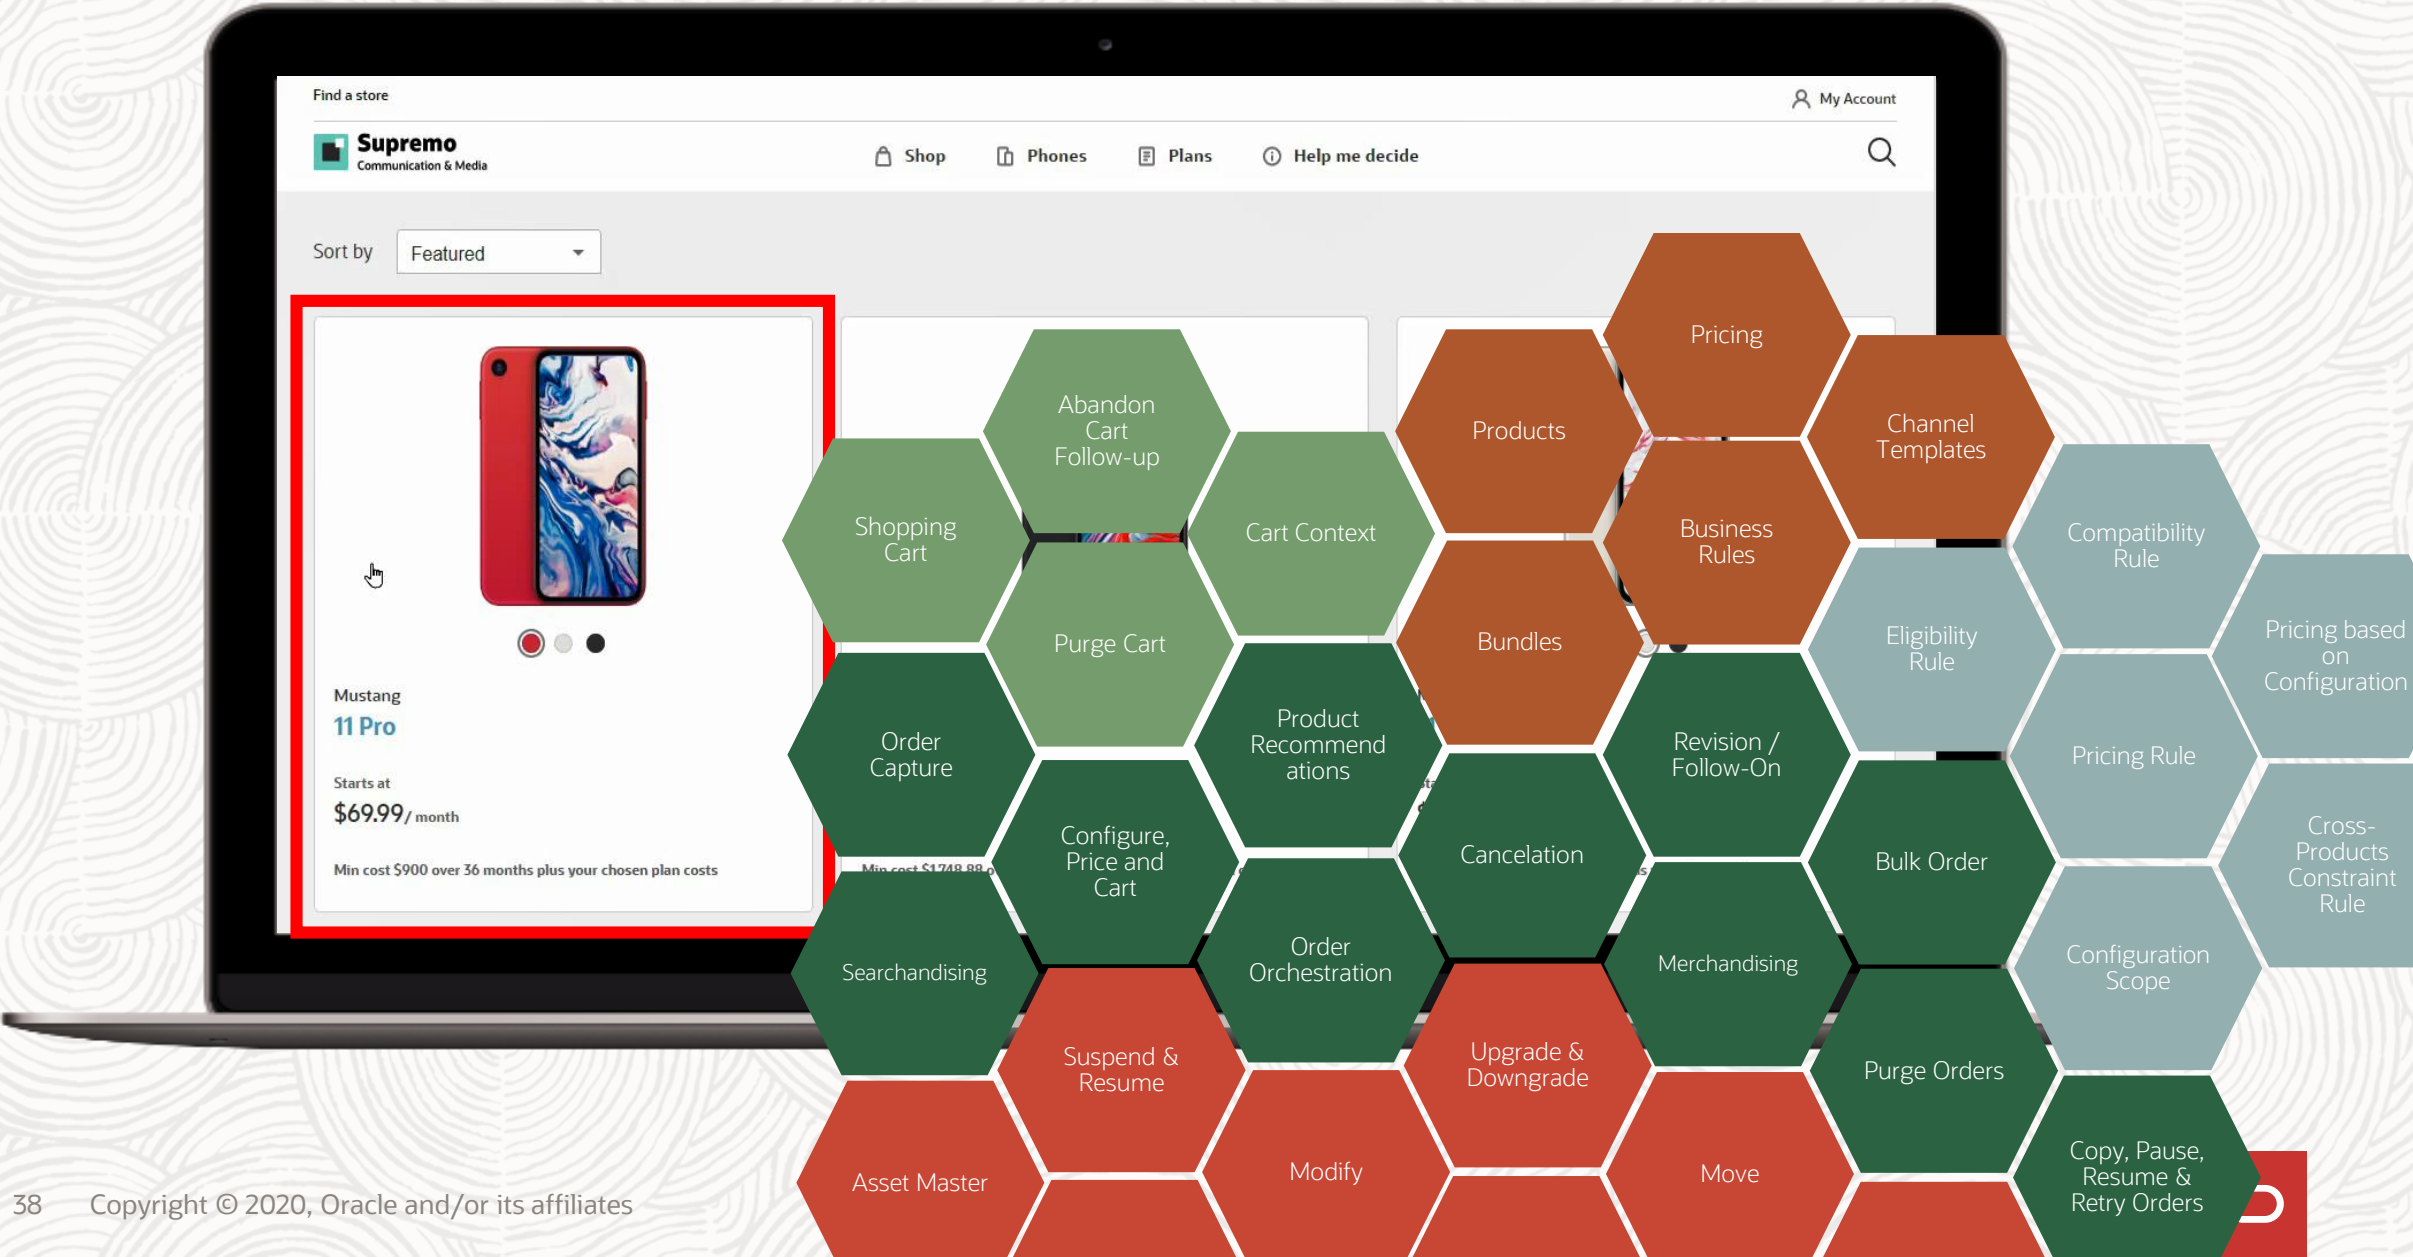 Find a store
My Account
Supremo
Communication & Media
Shop
Phones
Plans
Help me decide
Sort by
Featured
Mustang
11 Pro
Starts at
$69.99/ month
Min cost $900 over 36 months plus your chosen plan costs
Min cost $1748.88
Abandon
Cart
Follow-up
Shopping
Cart
Cart Context
Purge Cart
Products
Pricing
Channel
Templates
Business
Rules
Bundles
Compatibility
Rule
Eligibility
Rule
Pricing based
on
Configuration
Pricing Rule
Cross-
Products
Constraint
Rule
Configuration
Scope
Order
Capture
Product
Recommend
ations
Revision /
Follow-On
Configure,
Price and
Cart
Cancelation
Bulk Order
Searchandising
Order
Orchestration
Merchandising
Purge Orders
Copy, Pause,
Resume &
Retry Orders
Suspend &
Resume
Upgrade &
Downgrade
Asset Master
Modify
Move
38 Copyright © 2020, Oracle and/or its affiliates